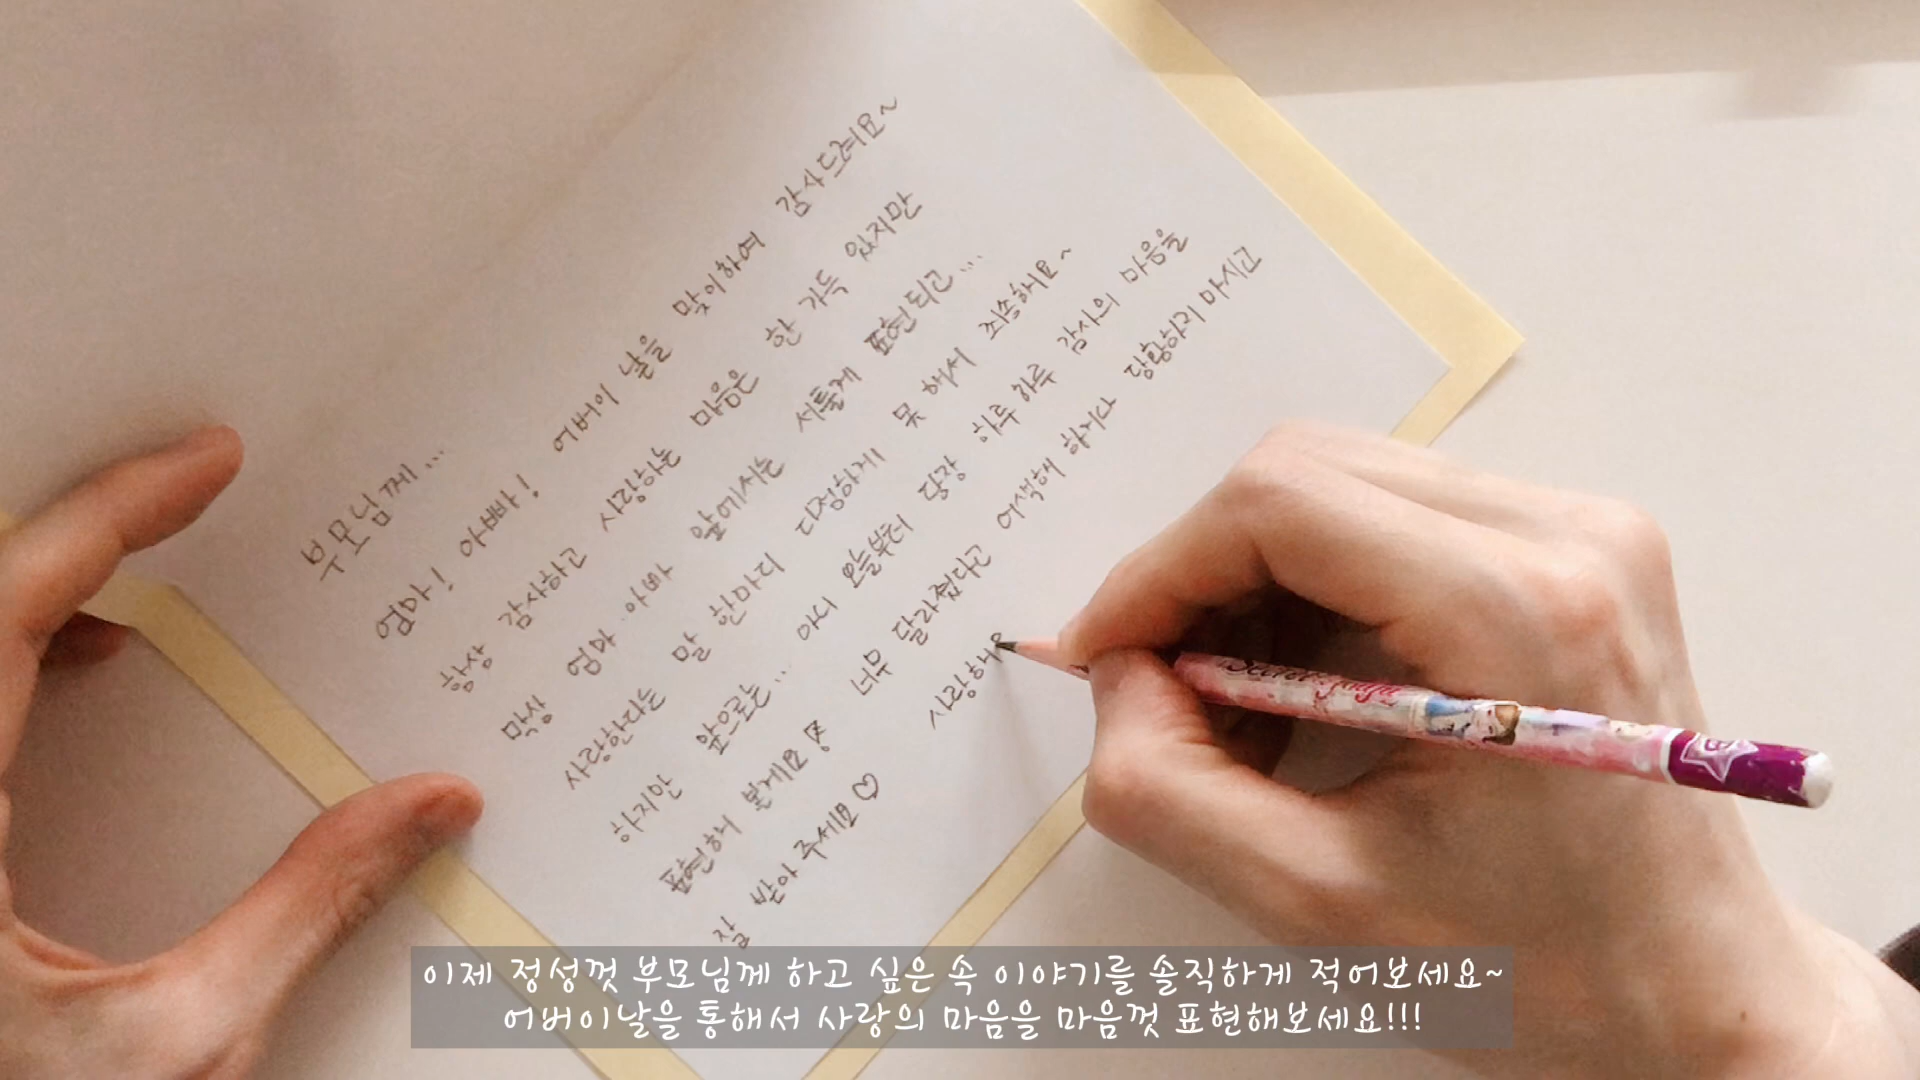 부모님께...
엄마! 아빠! 어버이 날을 맞이하여 감사드려요~
항상 감사하고 사랑하는 마음은 한 가득 있지만
막상 엄마·아빠 앞에서는 서툴게 표현되고...
사랑한다는 말 한마디 다정하게 못 해서 죄송해요~
하지만 앞으로는... 아니 오늘부터 당장 하루 하루 감사의 마음을
표현해 볼게요 너무 달라졌다고 어색해 하거나 당황하지 마시고
잘 받아 주세요♡ 사랑해요
이제 정성껏 부모님께 하고 싶은 속 이야기를 솔직하게 적어보세요~
어버이날을 통해서 사랑의 마음을 마음껏 표현해보세요!!!